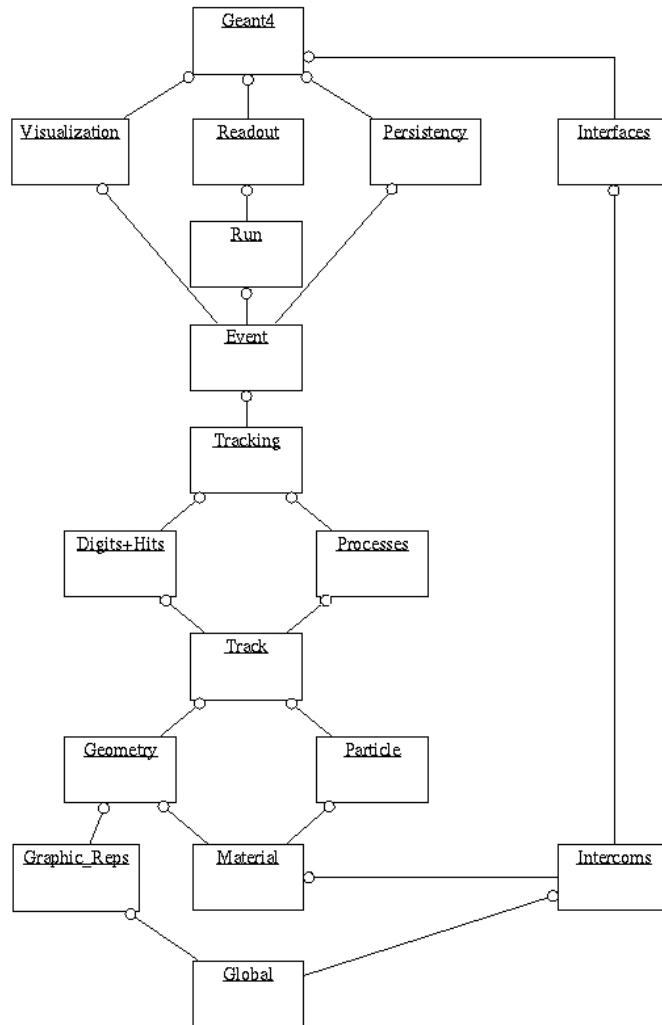 Geant4
Visualization
Readout
Persistency
Interfaces
Run
Event
Tracking
Digits+Hits
Processes
Track
Geometry
Particle
Graphic_Reps
Material
Intercoms
Global